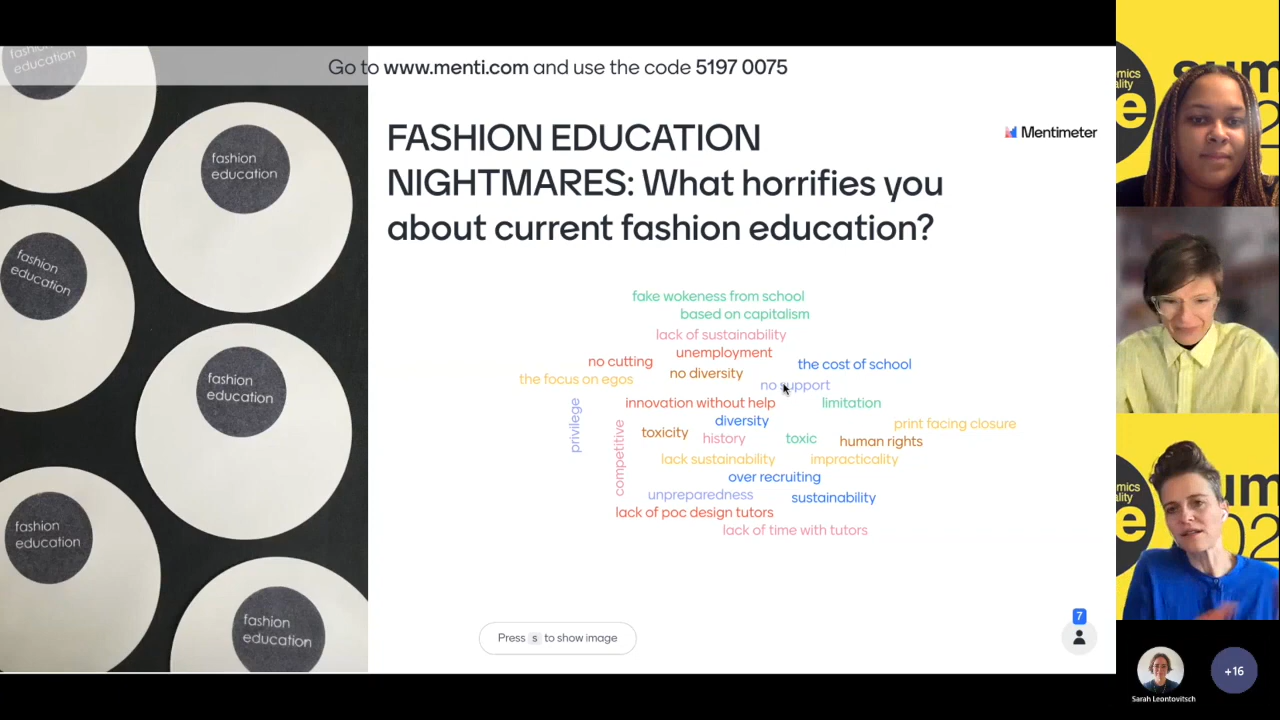 Go to www.menti.com and use the code 5197 0075
fashion
education
fashion
education
fashion
education
fashion
education
fashion
education
fashion
education
FASHION EDUCATION
NIGHTMARES: What horrifies you
about current fashion education?
Mentimeter
fake wokeness from school
based on capitalism
lack of sustainability
unemployment
no cutting
the cost of school
no diversity
the focus on egos
no support
innovation without help
limitation
privilege
diversity
print facing closure
competitive
toxicity
history
toxic
human rights
lack sustainability
impracticality
over recruiting
unpreparedness
sustainability
lack of poc design tutors
lack of time with tutors
Press s to show image
7
Sarah Leontovitsch
+16